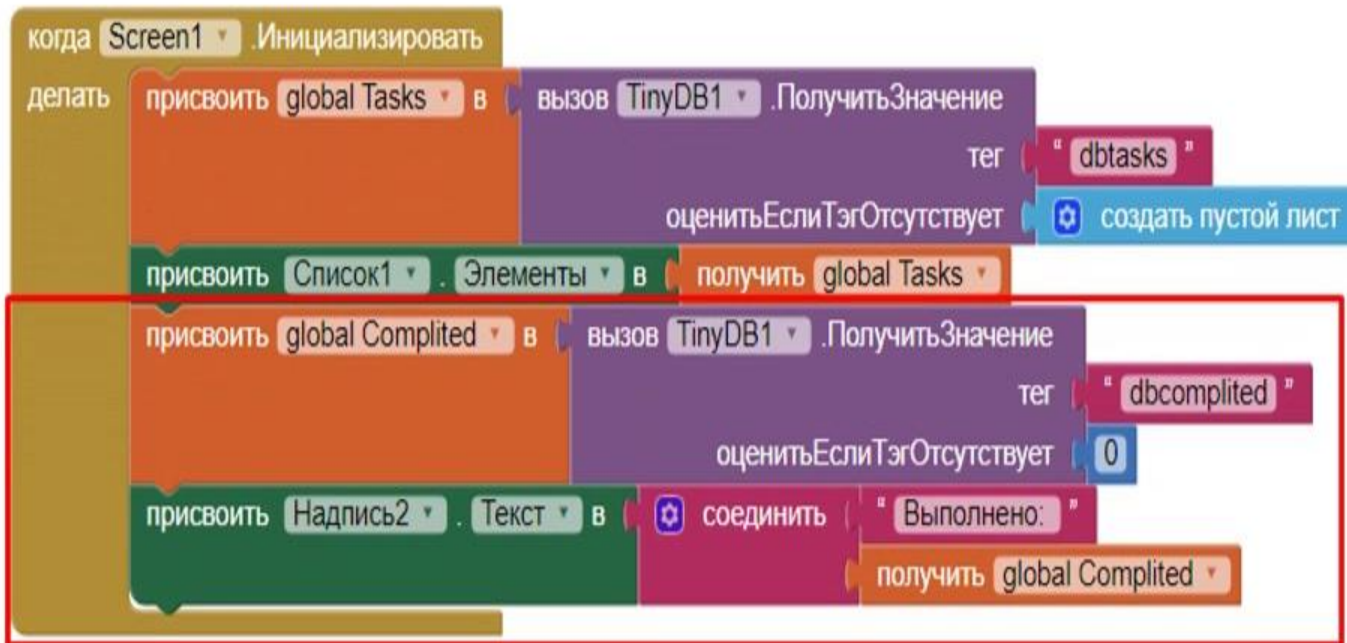 когда Screen1 .Инициализировать
делать присвоить global Tasks в вызов TinyDB1 .ПолучитьЗначение
тег " dbtasks "
оценитьЕслиТэгОтсутствует создать пустой лист
присвоить Список1 . Элементы в получить global Tasks
присвоить global Complited в вызов TinyDB1 .ПолучитьЗначение
тег " dbcomplited "
оценитьЕслиТэгОтсутствует 0
присвоить Надпись2 . Текст в соединить " Выполнено: "
получить global Complited